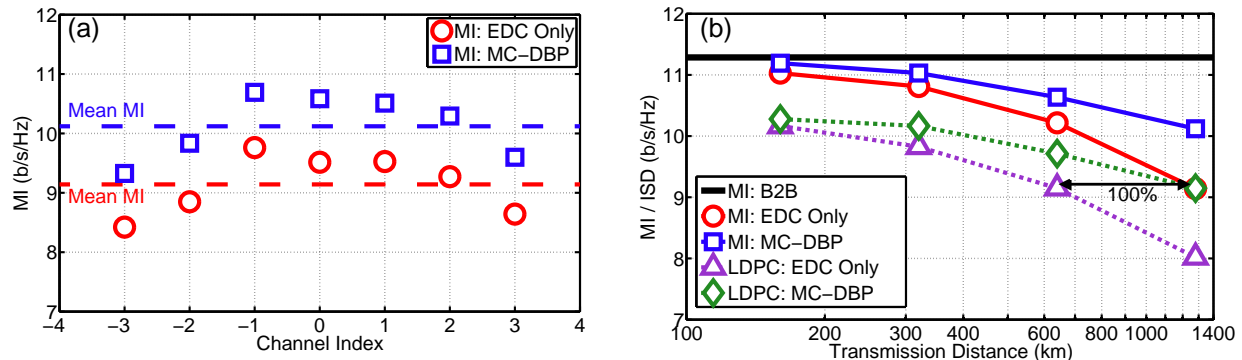 (a)
MI: EDC Only
MI: MC-DBP
Mean MI
Mean MI
MI (b/s/Hz)
12
11
10
9
8
7
-4 -3 -2 -1 0 1 2 3 4
Channel Index
(b)
MI / ISD (b/s/Hz)
12
11
10
9
8
7
100%
MI: B2B
MI: EDC Only
MI: MC-DBP
LDPC: EDC Only
LDPC: MC-DBP
100 200 300 400 600 800 1000 1400
Transmission Distance (km)